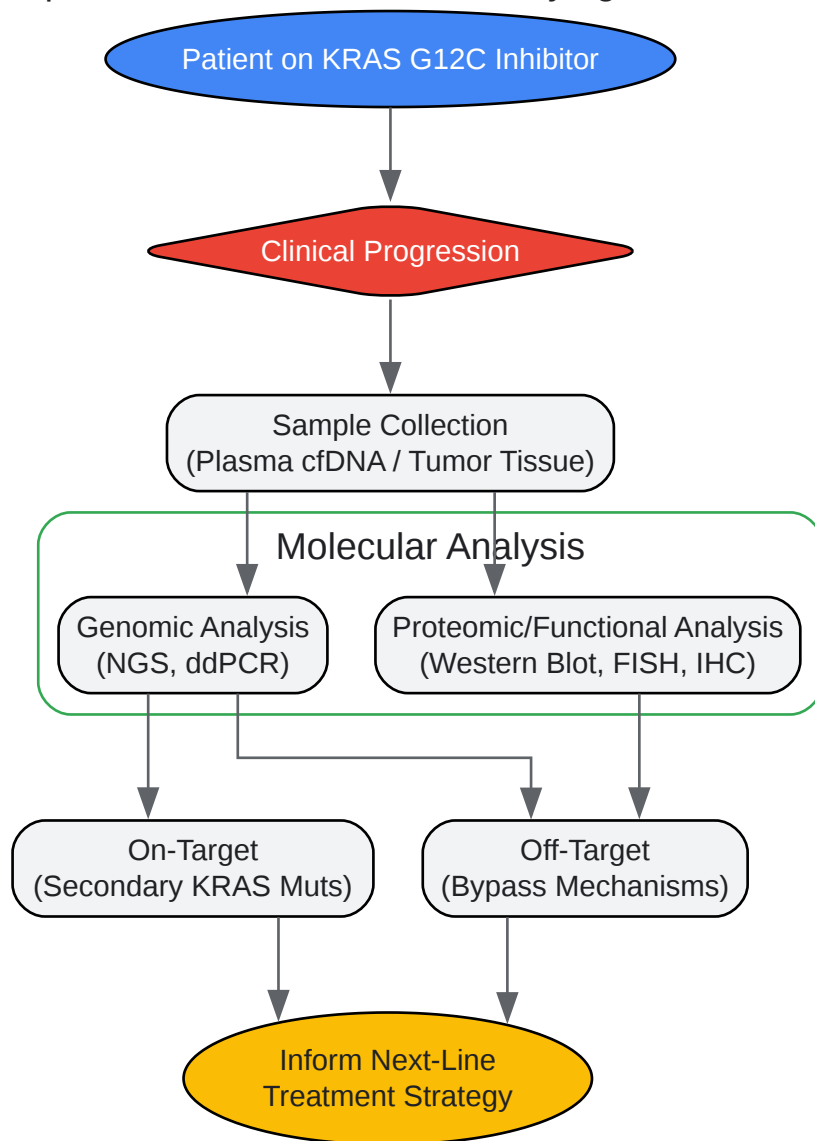 Patient on KRAS G12C Inhibitor
Clinical Progression
Sample Collection
(Plasma cfDNA / Tumor Tissue)
Molecular Analysis
Genomic Analysis
(NGS, ddPCR)
Proteomic/Functional Analysis
(Western Blot, FISH, IHC)
On-Target
(Secondary KRAS Muts)
Off-Target
(Bypass Mechanisms)
Inform Next-Line
Treatment Strategy